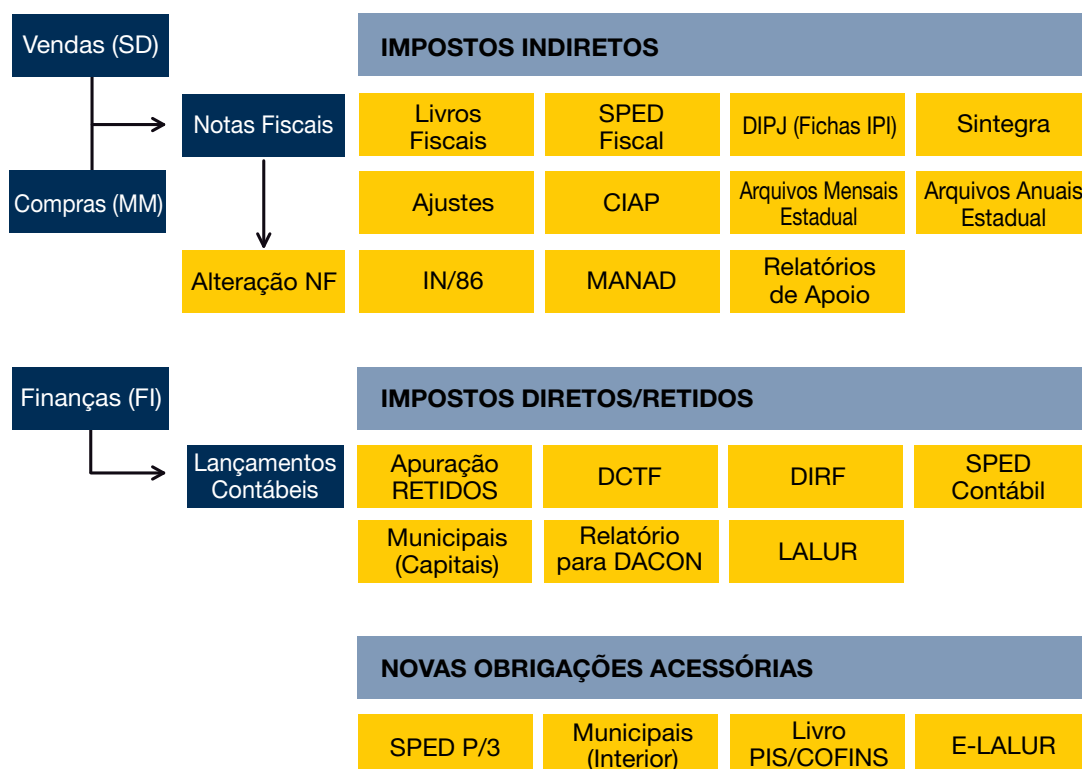 Vendas (SD)
IMPOSTOS INDIRETOS
Notas Fiscais
Livros
Fiscais
SPED
Fiscal
DIPJ (Fichas IPI)
Sintegra
Compras (MM)
Ajustes
CIAP
Arquivos Mensais
Estadual
Arquivos Anuais
Estadual
Alteração NF
IN/86
MANAD
Relatórios
de Apoio
Finanças (FI)
IMPOSTOS DIRETOS/RETIDOS
Lançamentos
Contábeis
Apuração
RETIDOS
DCTF
DIRF
SPED
Contábil
Municipais
(Capitais)
Relatório
para DACON
LALUR
NOVAS OBRIGAÇÕES ACESSÓRIAS
SPED P/3
Municipais
(Interior)
Livro
PIS/COFINS
E-LALUR